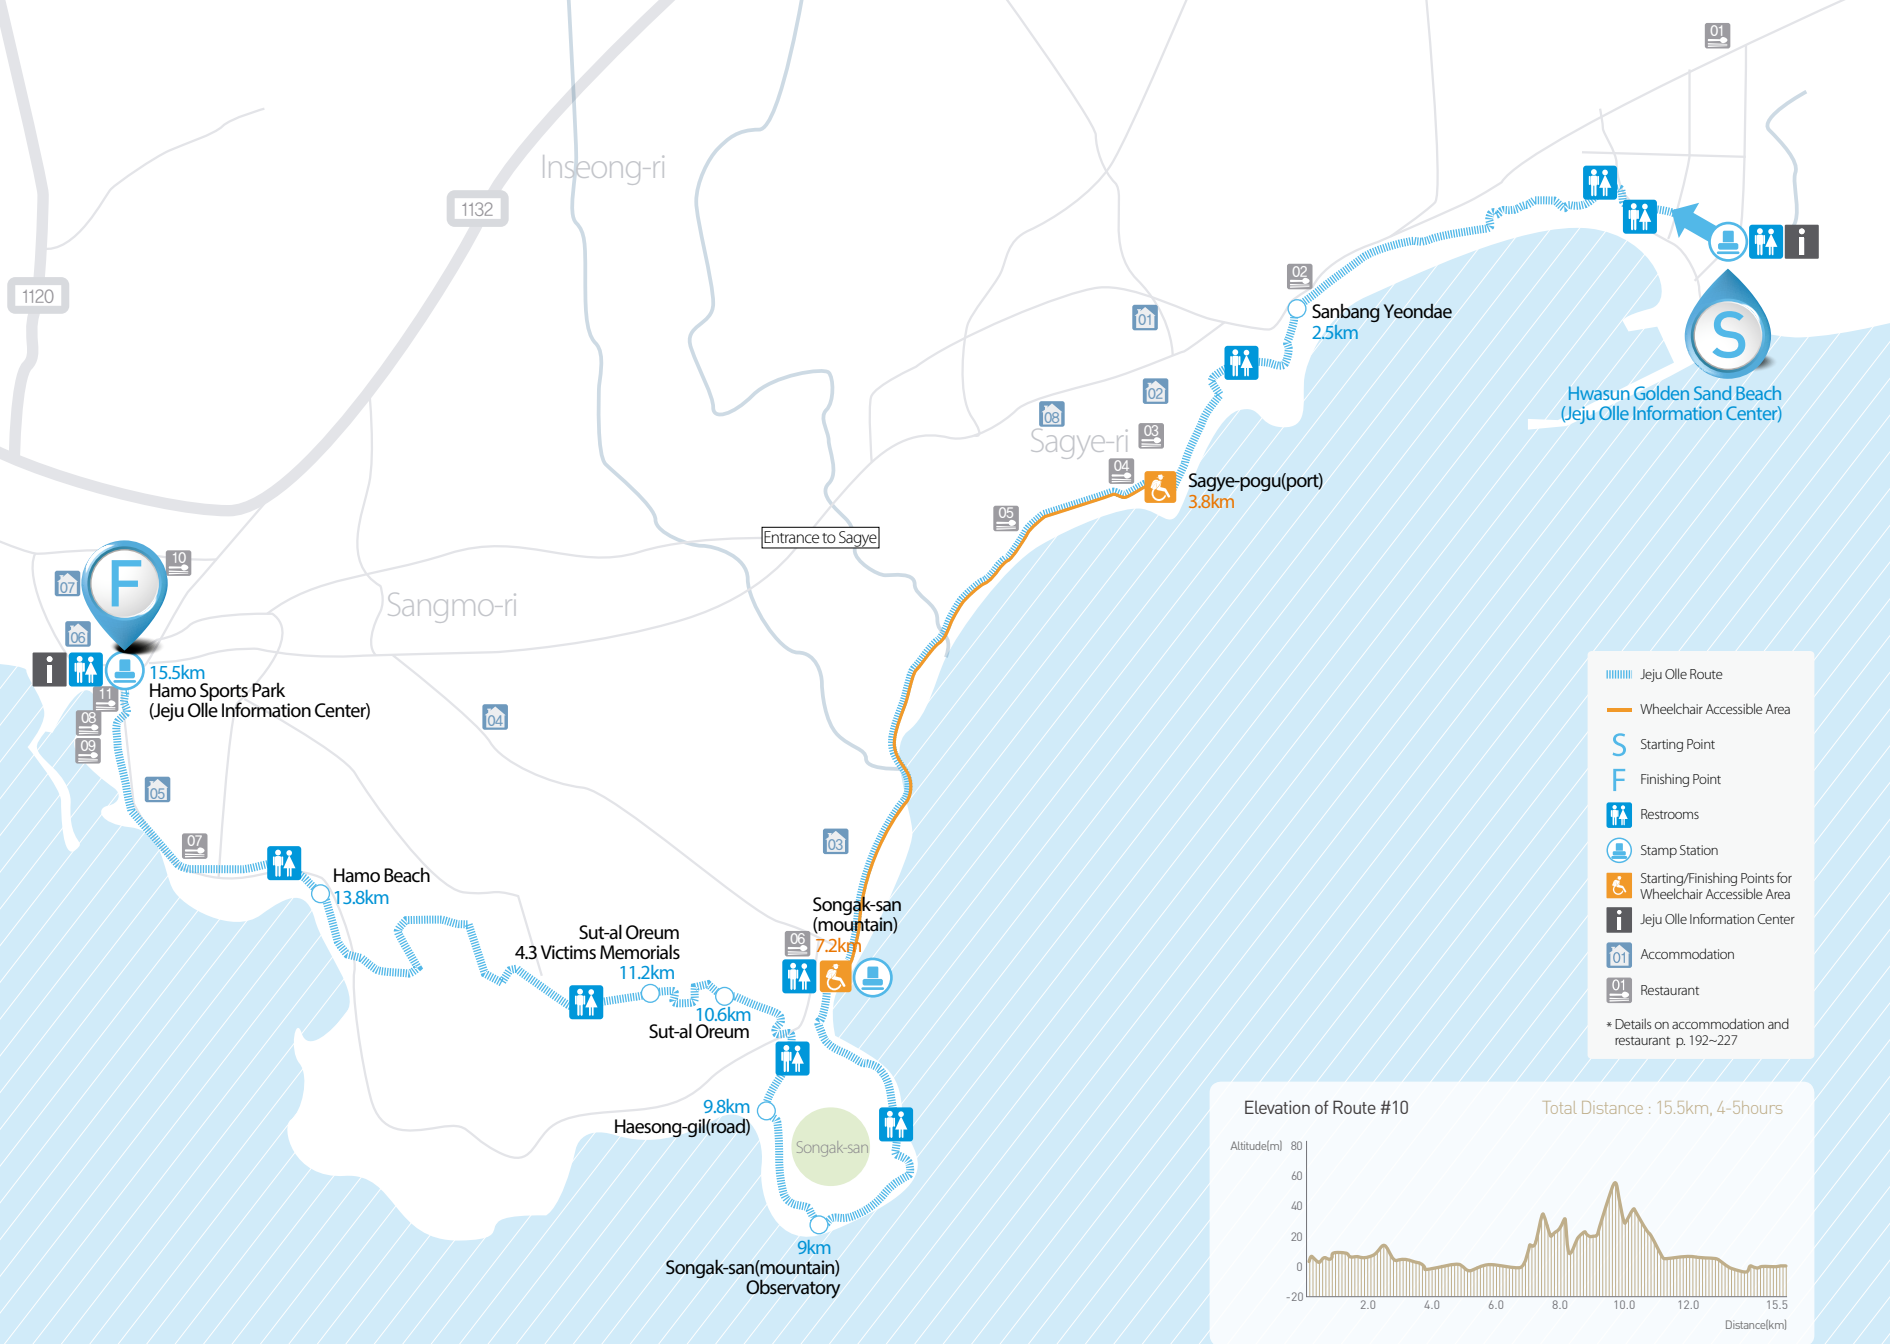 01
Inseong-ri
1132
1120
02
Sanbang Yeondae
2.5km
S
Hwasun Golden Sand Beach
(Jeju Olle Information Center)
01
02
08
Sagye-ri
03
04
Sagye-pogu(port)
3.8km
05
Entrance to Sagye
10
07
F
06
Sangmo-ri
15.5km
Hamo Sports Park
(Jeju Olle Information Center)
11
08
09
04
05
07
03
Hamo Beach
13.8km
Songak-san
(mountain)
7.2km
06
Sut-al Oreum
4.3 Victims Memorials
11.2km
10.6km
Sut-al Oreum
9.8km
Haesong-gil(road)
Songak-san
9km
Songak-san(mountain)
Observatory
Jeju Olle Route
Wheelchair Accessible Area
S Starting Point
F Finishing Point
Restrooms
Stamp Station
Starting/Finishing Points for
Wheelchair Accessible Area
Jeju Olle Information Center
01 Accommodation
01 Restaurant
* Details on accommodation and
restaurant p. 192~227
Elevation of Route #10
Total Distance : 15.5km, 4-5hours
Altitude(m)
80
60
40
20
0
-20
2.0 4.0 6.0 8.0 10.0 12.0 15.5
Distance(km)